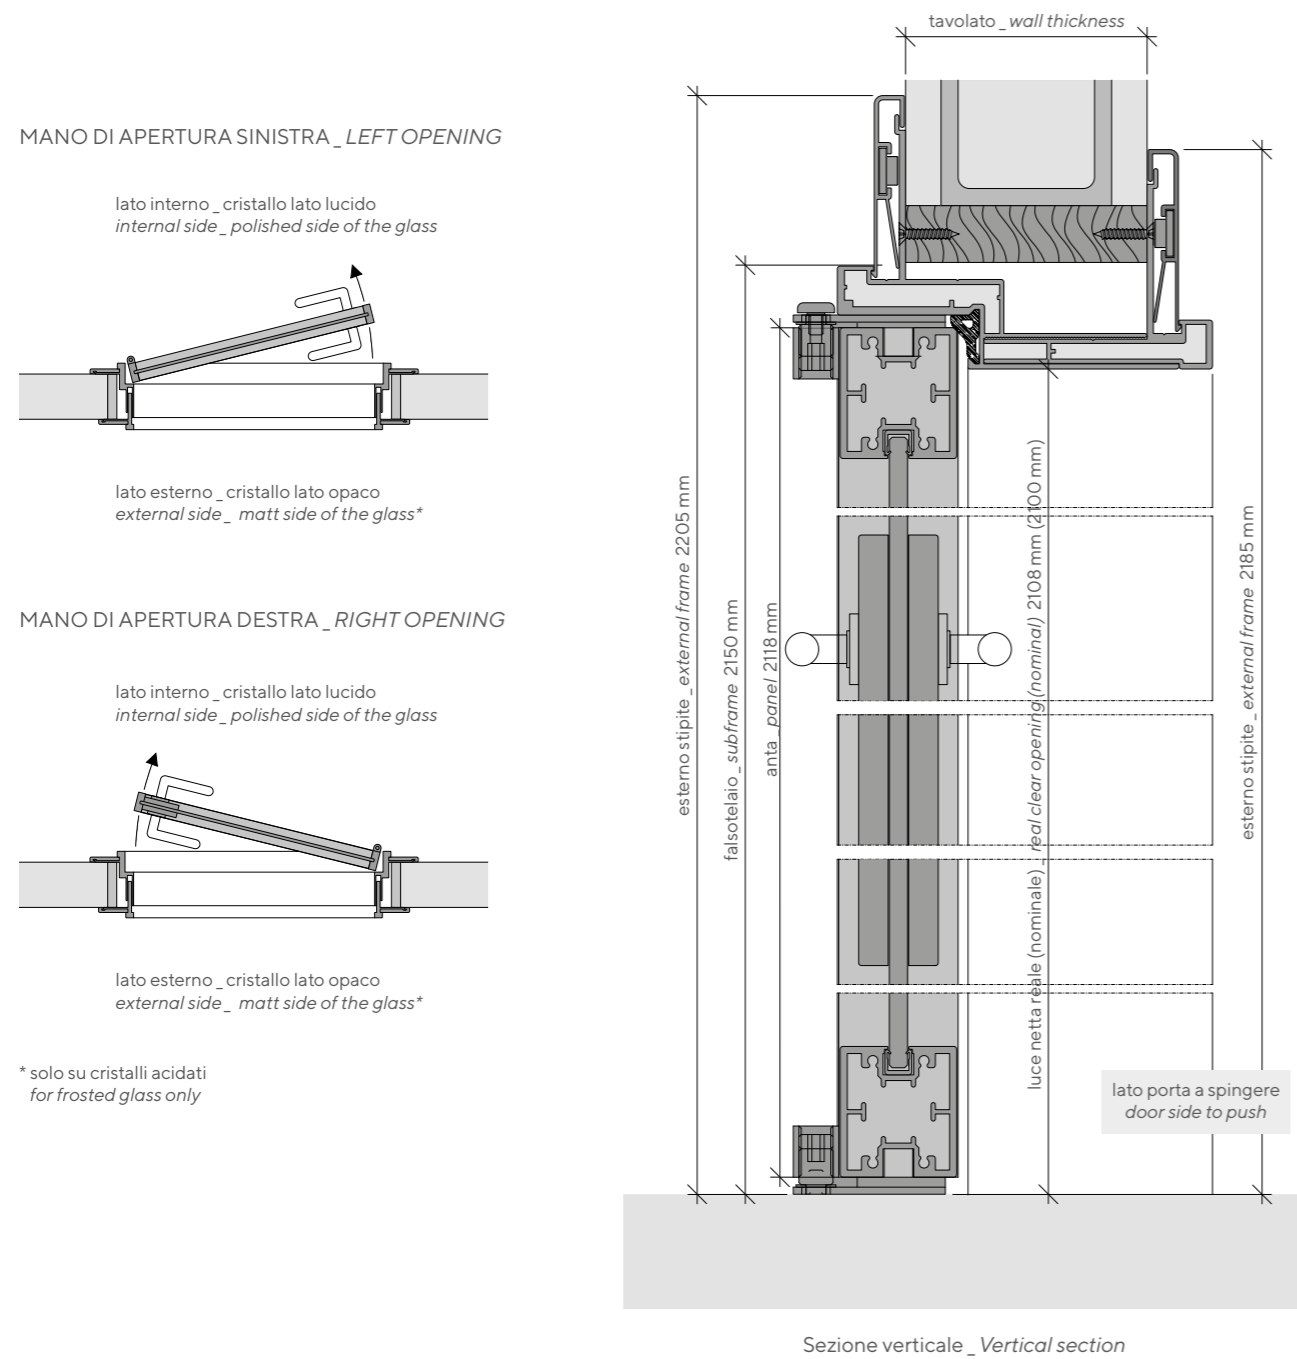 tavolato _ wall thickness
MANO DI APERTURA SINISTRA _ LEFT OPENING
lato interno _ cristallo lato lucido
internal side _ polished side of the glass
lato esterno _ cristallo lato opaco
external side _ matt side of the glass*
MANO DI APERTURA DESTRA _ RIGHT OPENING
lato interno _ cristallo lato lucido
internal side _ polished side of the glass
lato esterno _ cristallo lato opaco
external side _ matt side of the glass*
* solo su cristalli acidati
for frosted glass only
esterno stipite _ external frame 2205 mm
falsotelaio _ subframe 2150 mm
anta _ panel 2118 mm
luce netta reale (nominale) _ real clear opening (nominal) 2108 mm (2100 mm)
esterno stipite _ external frame 2185 mm
lato porta a spingere
door side to push
Sezione verticale _ Vertical section